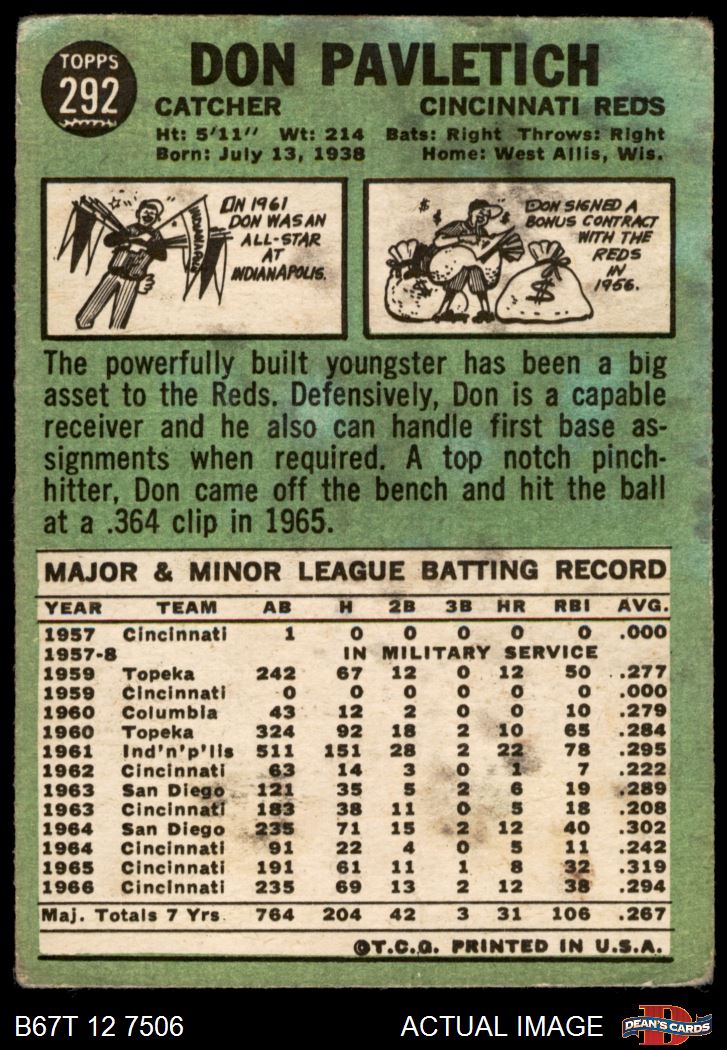 TOPPS
292
DON PAVLETICH
CATCHER CINCINNATI REDS
Ht: 5'11" Wt: 214 Bats: Right Throws: Right
Born: July 13, 1938 Home: West Allis, Wis.
IN 1961
DON WAS AN
ALL-STAR
AT
INDIANAPOLIS.
INDIANAPOLIS
DON SIGNED A
BONUS CONTRACT
WITH THE
REDS
IN
1956.
$ $ $ $ $
The powerfully built youngster has been a big
asset to the Reds. Defensively, Don is a capable
receiver and he also can handle first base as-
signments when required. A top notch pinch-
hitter, Don came off the bench and hit the ball
at a .364 clip in 1965.
MAJOR & MINOR LEAGUE BATTING RECORD
YEAR TEAM AB H 2B 3B HR RBI AVG.
1957 Cincinnati 1 0 0 0 0 0 .000
1957-8 IN MILITARY SERVICE
1959 Topeka 242 67 12 0 12 50 .277
1959 Cincinnati 0 0 0 0 0 0 .000
1960 Columbia 43 12 2 0 0 10 .279
1960 Topeka 324 92 18 2 10 65 .284
1961 Ind'n'p'lis 511 151 28 2 22 78 .295
1962 Cincinnati 63 14 3 0 1 7 .222
1963 San Diego 121 35 5 2 6 19 .289
1963 Cincinnati 183 38 11 0 5 18 .208
1964 San Diego 235 71 15 2 12 40 .302
1964 Cincinnati 91 22 4 0 5 11 .242
1965 Cincinnati 191 61 11 1 8 32 .319
1966 Cincinnati 235 69 13 2 12 38 .294
Maj. Totals 7 Yrs. 764 204 42 3 31 106 .267
©T.C.G. PRINTED IN U.S.A.
B67T 12 7506 ACTUAL IMAGE
D
DEAN'S CARDS